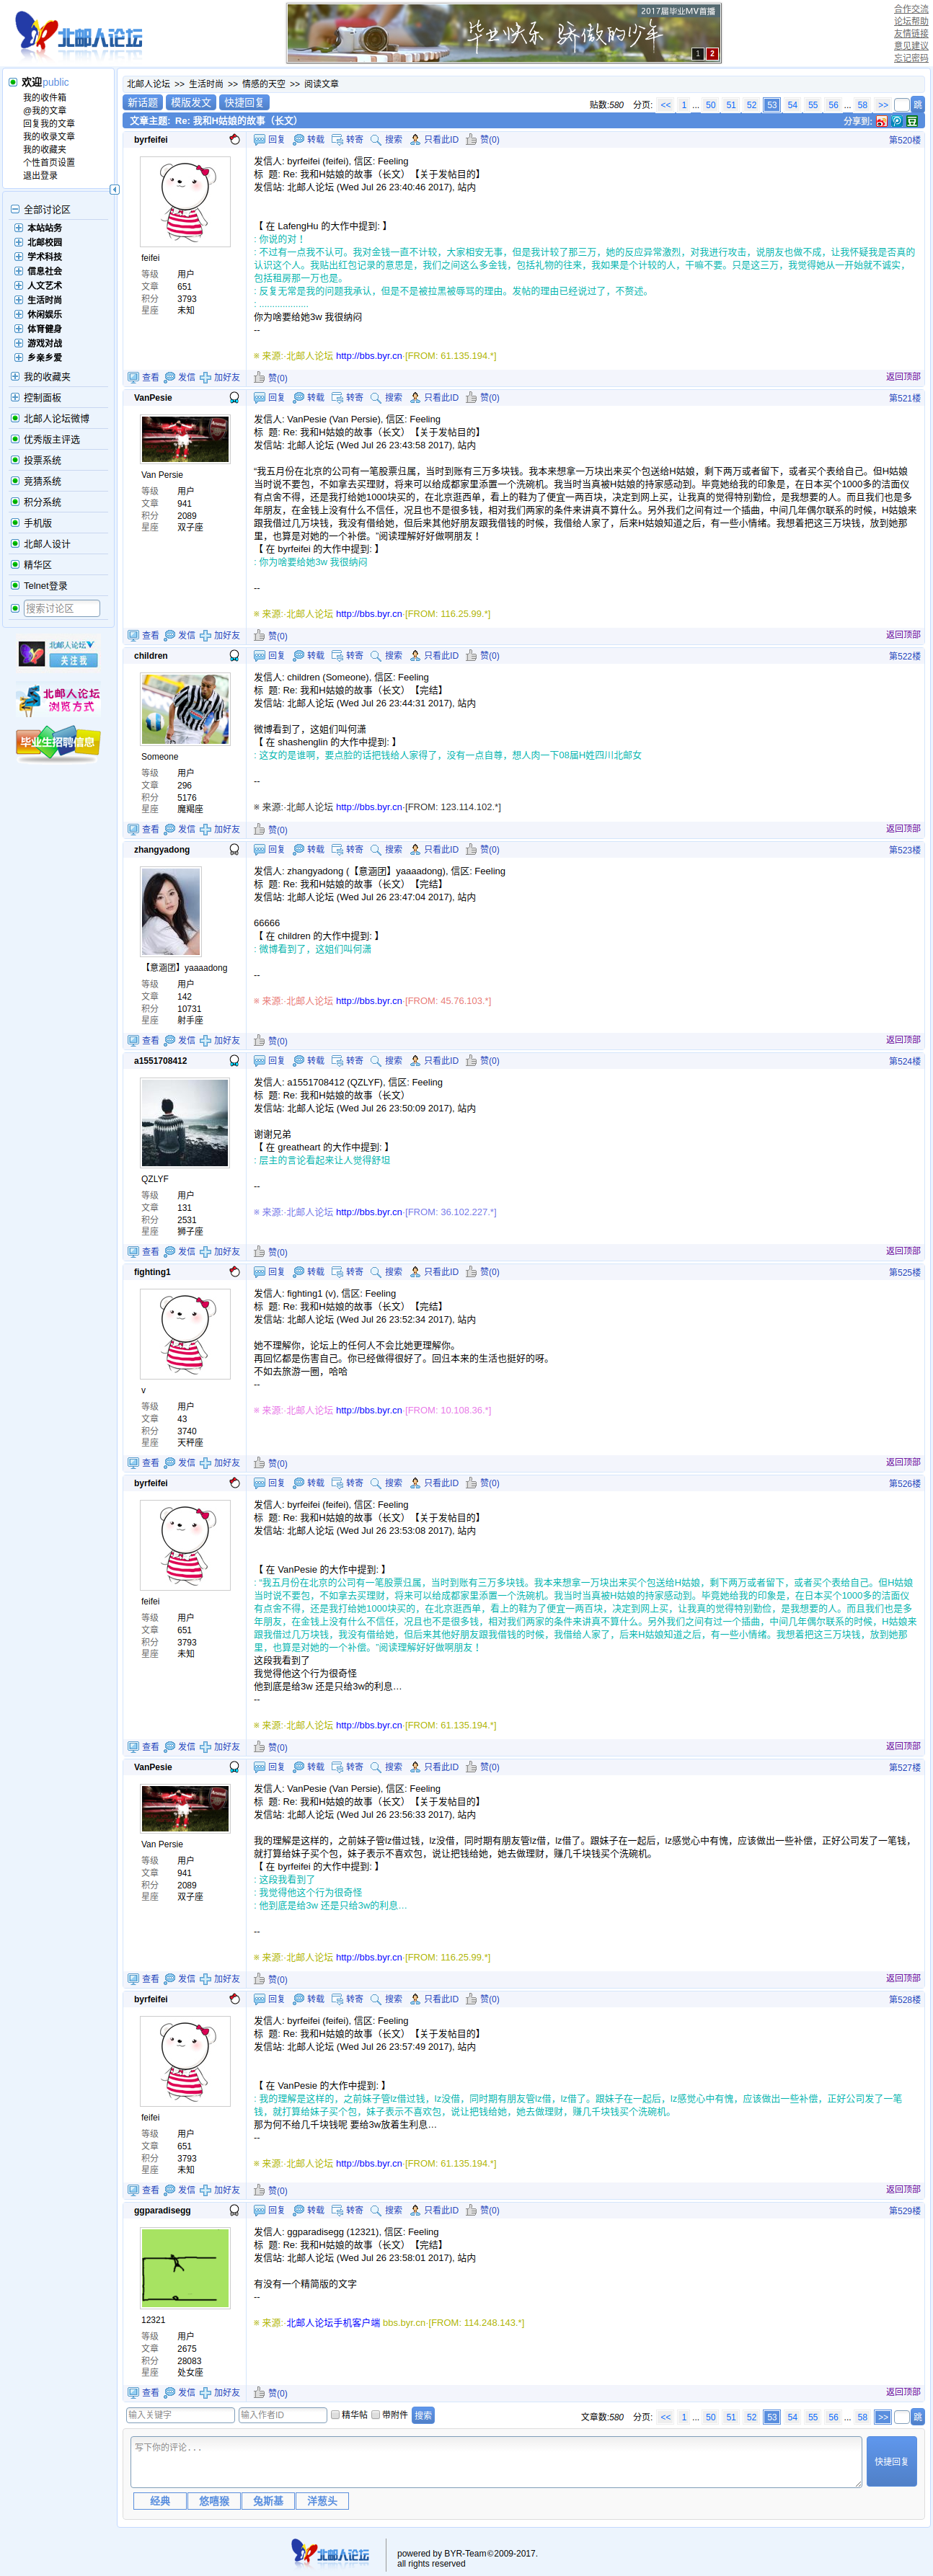 北邮人论坛
2017届毕业MV首播
毕业快乐 骄傲的少年
1 2
合作交流
论坛帮助
友情链接
意见建议
忘记密码
欢迎public
我的收件箱
@我的文章
回复我的文章
我的收录文章
我的收藏夹
个性首页设置
退出登录
全部讨论区
本站站务
北邮校园
学术科技
信息社会
人文艺术
生活时尚
休闲娱乐
体育健身
游戏对战
乡亲乡爱
我的收藏夹
控制面板
北邮人论坛微博
优秀版主评选
投票系统
竞猜系统
积分系统
手机版
北邮人设计
精华区
Telnet登录
搜索讨论区
北邮人论坛
关注我
北邮人论坛
浏览方式
毕业生招聘信息
北邮人论坛 >> 生活时尚 >> 情感的天空 >> 阅读文章
新话题 模版发文 快捷回复
贴数:580 分页: << 1 ... 50 51 52 53 54 55 56 ... 58 >> 跳
文章主题: Re: 我和H姑娘的故事（长文） 分享到:
byrfeifei 回复 转载 转寄 搜索 只看此ID 赞(0) 第520楼
feifei
等级 用户
文章 651
积分 3793
星座 未知
发信人: byrfeifei (feifei), 信区: Feeling
标 题: Re: 我和H姑娘的故事（长文）【关于发帖目的】
发信站: 北邮人论坛 (Wed Jul 26 23:40:46 2017), 站内
【 在 LafengHu 的大作中提到: 】
: 你说的对！
: 不过有一点我不认可。我对金钱一直不计较，大家相安无事，但是我计较了那三万，她的反应异常激烈，对我进行攻击，说朋友也做不成，让我怀疑我是否真的
认识这个人。我贴出红包记录的意思是，我们之间这么多金钱，包括礼物的往来，我如果是个计较的人，干嘛不要。只是这三万，我觉得她从一开始就不诚实，
包括租房那一万也是。
: 反复无常是我的问题我承认，但是不是被拉黑被辱骂的理由。发帖的理由已经说过了，不赘述。
: ...................
你为啥要给她3w 我很纳闷
--
※ 来源:·北邮人论坛 http://bbs.byr.cn·[FROM: 61.135.194.*]
查看 发信 加好友 赞(0) 返回顶部
VanPesie 回复 转载 转寄 搜索 只看此ID 赞(0) 第521楼
Van Persie
等级 用户
文章 941
积分 2089
星座 双子座
发信人: VanPesie (Van Persie), 信区: Feeling
标 题: Re: 我和H姑娘的故事（长文）【关于发帖目的】
发信站: 北邮人论坛 (Wed Jul 26 23:43:58 2017), 站内
“我五月份在北京的公司有一笔股票归属，当时到账有三万多块钱。我本来想拿一万块出来买个包送给H姑娘，剩下两万或者留下，或者买个表给自己。但H姑娘
当时说不要包，不如拿去买理财，将来可以给成都家里添置一个洗碗机。我当时当真被H姑娘的持家感动到。毕竟她给我的印象是，在日本买个1000多的洁面仪
有点舍不得，还是我打给她1000块买的，在北京逛西单，看上的鞋为了便宜一两百块，决定到网上买，让我真的觉得特别勤俭，是我想要的人。而且我们也是多
年朋友，在金钱上没有什么不信任，况且也不是很多钱，相对我们两家的条件来讲真不算什么。另外我们之间有过一个插曲，中间几年偶尔联系的时候，H姑娘来
跟我借过几万块钱，我没有借给她，但后来其他好朋友跟我借钱的时候，我借给人家了，后来H姑娘知道之后，有一些小情绪。我想着把这三万块钱，放到她那
里，也算是对她的一个补偿。”阅读理解好好做啊朋友！
【 在 byrfeifei 的大作中提到: 】
: 你为啥要给她3w 我很纳闷
--
※ 来源:·北邮人论坛 http://bbs.byr.cn·[FROM: 116.25.99.*]
查看 发信 加好友 赞(0) 返回顶部
children 回复 转载 转寄 搜索 只看此ID 赞(0) 第522楼
Someone
等级 用户
文章 296
积分 5176
星座 魔羯座
发信人: children (Someone), 信区: Feeling
标 题: Re: 我和H姑娘的故事（长文）【完结】
发信站: 北邮人论坛 (Wed Jul 26 23:44:31 2017), 站内
微博看到了，这姐们叫何潇
【 在 shashenglin 的大作中提到: 】
: 这女的是谁啊，要点脸的话把钱给人家得了，没有一点自尊，想人肉一下08届H姓四川北邮女
--
※ 来源:·北邮人论坛 http://bbs.byr.cn·[FROM: 123.114.102.*]
查看 发信 加好友 赞(0) 返回顶部
zhangyadong 回复 转载 转寄 搜索 只看此ID 赞(0) 第523楼
【意涵团】yaaaadong
等级 用户
文章 142
积分 10731
星座 射手座
发信人: zhangyadong (【意涵团】yaaaadong), 信区: Feeling
标 题: Re: 我和H姑娘的故事（长文）【完结】
发信站: 北邮人论坛 (Wed Jul 26 23:47:04 2017), 站内
66666
【 在 children 的大作中提到: 】
: 微博看到了，这姐们叫何潇
--
※ 来源:·北邮人论坛 http://bbs.byr.cn·[FROM: 45.76.103.*]
查看 发信 加好友 赞(0) 返回顶部
a1551708412 回复 转载 转寄 搜索 只看此ID 赞(0) 第524楼
QZLYF
等级 用户
文章 131
积分 2531
星座 狮子座
发信人: a1551708412 (QZLYF), 信区: Feeling
标 题: Re: 我和H姑娘的故事（长文）
发信站: 北邮人论坛 (Wed Jul 26 23:50:09 2017), 站内
谢谢兄弟
【 在 greatheart 的大作中提到: 】
: 层主的言论看起来让人觉得舒坦
--
※ 来源:·北邮人论坛 http://bbs.byr.cn·[FROM: 36.102.227.*]
查看 发信 加好友 赞(0) 返回顶部
fighting1 回复 转载 转寄 搜索 只看此ID 赞(0) 第525楼
v
等级 用户
文章 43
积分 3740
星座 天秤座
发信人: fighting1 (v), 信区: Feeling
标 题: Re: 我和H姑娘的故事（长文）【完结】
发信站: 北邮人论坛 (Wed Jul 26 23:52:34 2017), 站内
她不理解你，论坛上的任何人不会比她更理解你。
再回忆都是伤害自己。你已经做得很好了。回归本来的生活也挺好的呀。
不如去旅游一圈，哈哈
--
※ 来源:·北邮人论坛 http://bbs.byr.cn·[FROM: 10.108.36.*]
查看 发信 加好友 赞(0) 返回顶部
byrfeifei 回复 转载 转寄 搜索 只看此ID 赞(0) 第526楼
feifei
等级 用户
文章 651
积分 3793
星座 未知
发信人: byrfeifei (feifei), 信区: Feeling
标 题: Re: 我和H姑娘的故事（长文）【关于发帖目的】
发信站: 北邮人论坛 (Wed Jul 26 23:53:08 2017), 站内
【 在 VanPesie 的大作中提到: 】
: “我五月份在北京的公司有一笔股票归属，当时到账有三万多块钱。我本来想拿一万块出来买个包送给H姑娘，剩下两万或者留下，或者买个表给自己。但H姑娘
当时说不要包，不如拿去买理财，将来可以给成都家里添置一个洗碗机。我当时当真被H姑娘的持家感动到。毕竟她给我的印象是，在日本买个1000多的洁面仪
有点舍不得，还是我打给她1000块买的，在北京逛西单，看上的鞋为了便宜一两百块，决定到网上买，让我真的觉得特别勤俭，是我想要的人。而且我们也是多
年朋友，在金钱上没有什么不信任，况且也不是很多钱，相对我们两家的条件来讲真不算什么。另外我们之间有过一个插曲，中间几年偶尔联系的时候，H姑娘来
跟我借过几万块钱，我没有借给她，但后来其他好朋友跟我借钱的时候，我借给人家了，后来H姑娘知道之后，有一些小情绪。我想着把这三万块钱，放到她那
里，也算是对她的一个补偿。”阅读理解好好做啊朋友！
这段我看到了
我觉得他这个行为很奇怪
他到底是给3w 还是只给3w的利息…
--
※ 来源:·北邮人论坛 http://bbs.byr.cn·[FROM: 61.135.194.*]
查看 发信 加好友 赞(0) 返回顶部
VanPesie 回复 转载 转寄 搜索 只看此ID 赞(0) 第527楼
Van Persie
等级 用户
文章 941
积分 2089
星座 双子座
发信人: VanPesie (Van Persie), 信区: Feeling
标 题: Re: 我和H姑娘的故事（长文）【关于发帖目的】
发信站: 北邮人论坛 (Wed Jul 26 23:56:33 2017), 站内
我的理解是这样的，之前妹子管lz借过钱，lz没借，同时期有朋友管lz借，lz借了。跟妹子在一起后，lz感觉心中有愧，应该做出一些补偿，正好公司发了一笔钱，
就打算给妹子买个包，妹子表示不喜欢包，说让把钱给她，她去做理财，赚几千块钱买个洗碗机。
【 在 byrfeifei 的大作中提到: 】
: 这段我看到了
: 我觉得他这个行为很奇怪
: 他到底是给3w 还是只给3w的利息…
--
※ 来源:·北邮人论坛 http://bbs.byr.cn·[FROM: 116.25.99.*]
查看 发信 加好友 赞(0) 返回顶部
byrfeifei 回复 转载 转寄 搜索 只看此ID 赞(0) 第528楼
feifei
等级 用户
文章 651
积分 3793
星座 未知
发信人: byrfeifei (feifei), 信区: Feeling
标 题: Re: 我和H姑娘的故事（长文）【关于发帖目的】
发信站: 北邮人论坛 (Wed Jul 26 23:57:49 2017), 站内
【 在 VanPesie 的大作中提到: 】
: 我的理解是这样的，之前妹子管lz借过钱，lz没借，同时期有朋友管lz借，lz借了。跟妹子在一起后，lz感觉心中有愧，应该做出一些补偿，正好公司发了一笔
钱，就打算给妹子买个包，妹子表示不喜欢包，说让把钱给她，她去做理财，赚几千块钱买个洗碗机。
那为何不给几千块钱呢 要给3w放着生利息…
--
※ 来源:·北邮人论坛 http://bbs.byr.cn·[FROM: 61.135.194.*]
查看 发信 加好友 赞(0) 返回顶部
ggparadisegg 回复 转载 转寄 搜索 只看此ID 赞(0) 第529楼
12321
等级 用户
文章 2675
积分 28083
星座 处女座
发信人: ggparadisegg (12321), 信区: Feeling
标 题: Re: 我和H姑娘的故事（长文）【完结】
发信站: 北邮人论坛 (Wed Jul 26 23:58:01 2017), 站内
有没有一个精简版的文字
--
※ 来源:·北邮人论坛手机客户端 bbs.byr.cn·[FROM: 114.248.143.*]
查看 发信 加好友 赞(0) 返回顶部
输入关键字 输入作者ID 精华帖 带附件 搜索
文章数:580 分页: << 1 ... 50 51 52 53 54 55 56 ... 58 >> 跳
写下你的评论...
快捷回复
经典 悠嘻猴 兔斯基 洋葱头
北邮人论坛
powered by BYR-Team©2009-2017.
all rights reserved